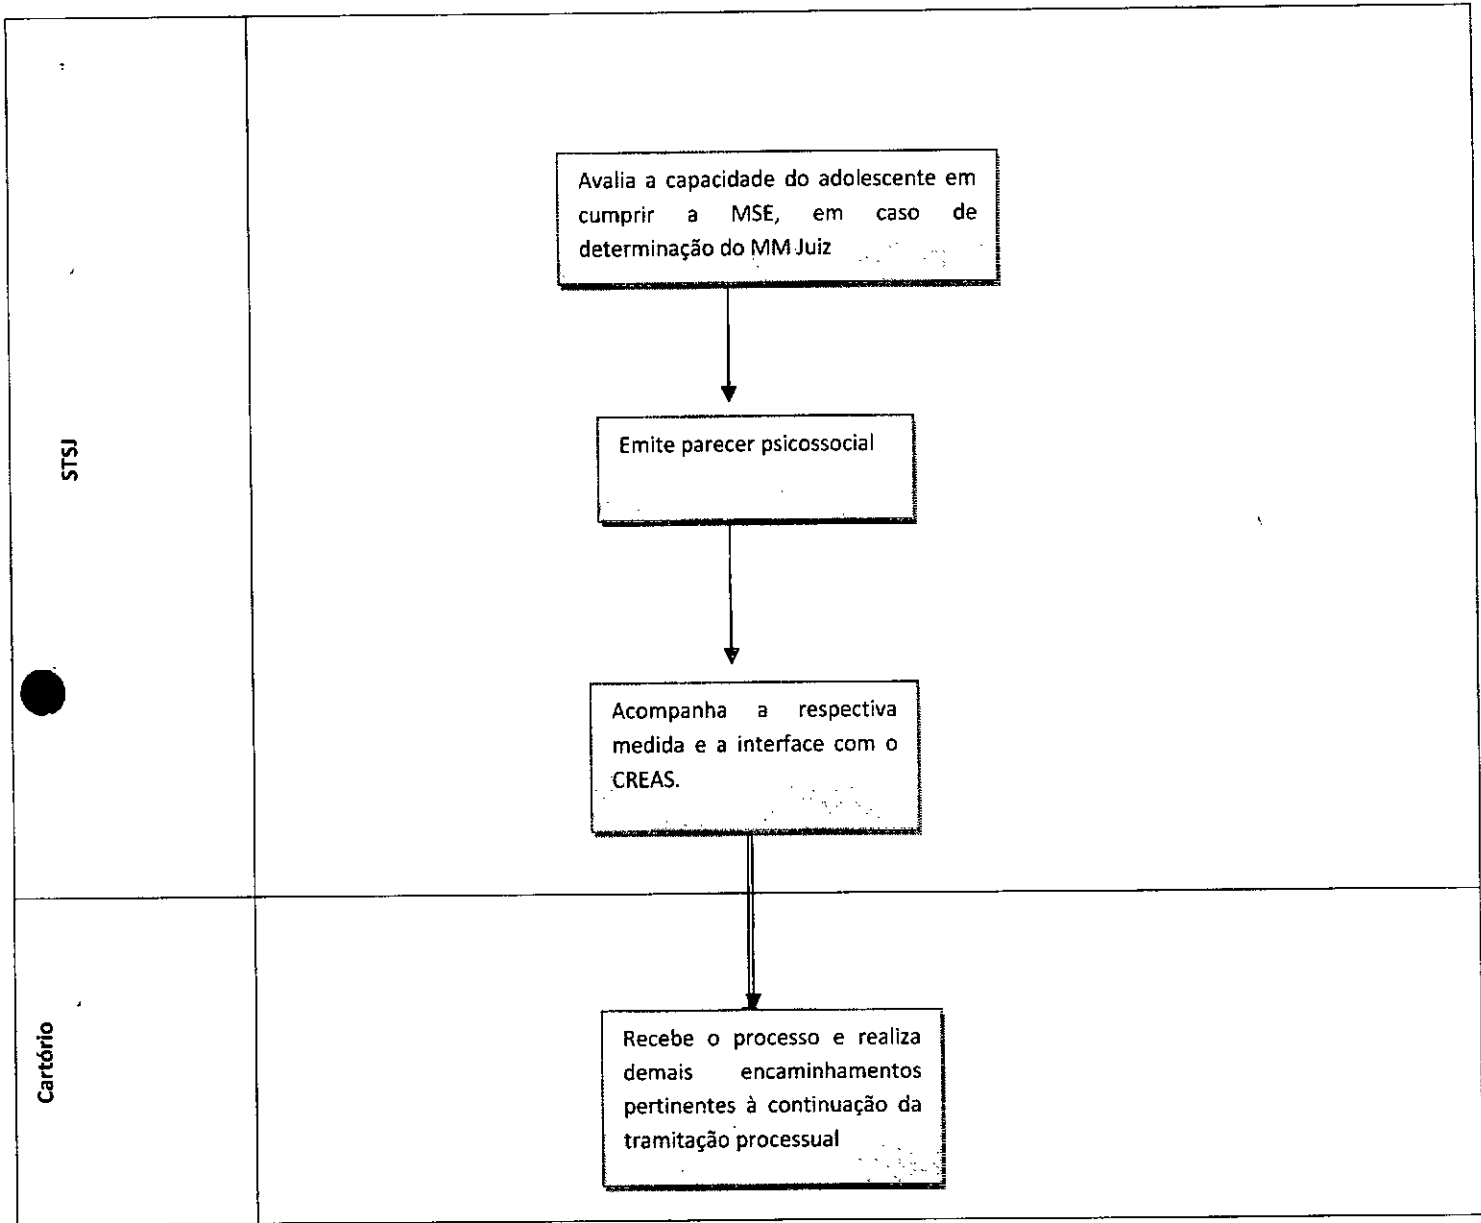 Avalia a capacidade do adolescente em
cumprir a MSE, em caso de
determinação do MM Juiz
Emite parecer psicossocial
STSJ
Acompanha a respectiva
medida e a interface com o
CREAS.
Cartório
Recebe o processo e realiza
demais encaminhamentos
pertinentes à continuação da
tramitação processual